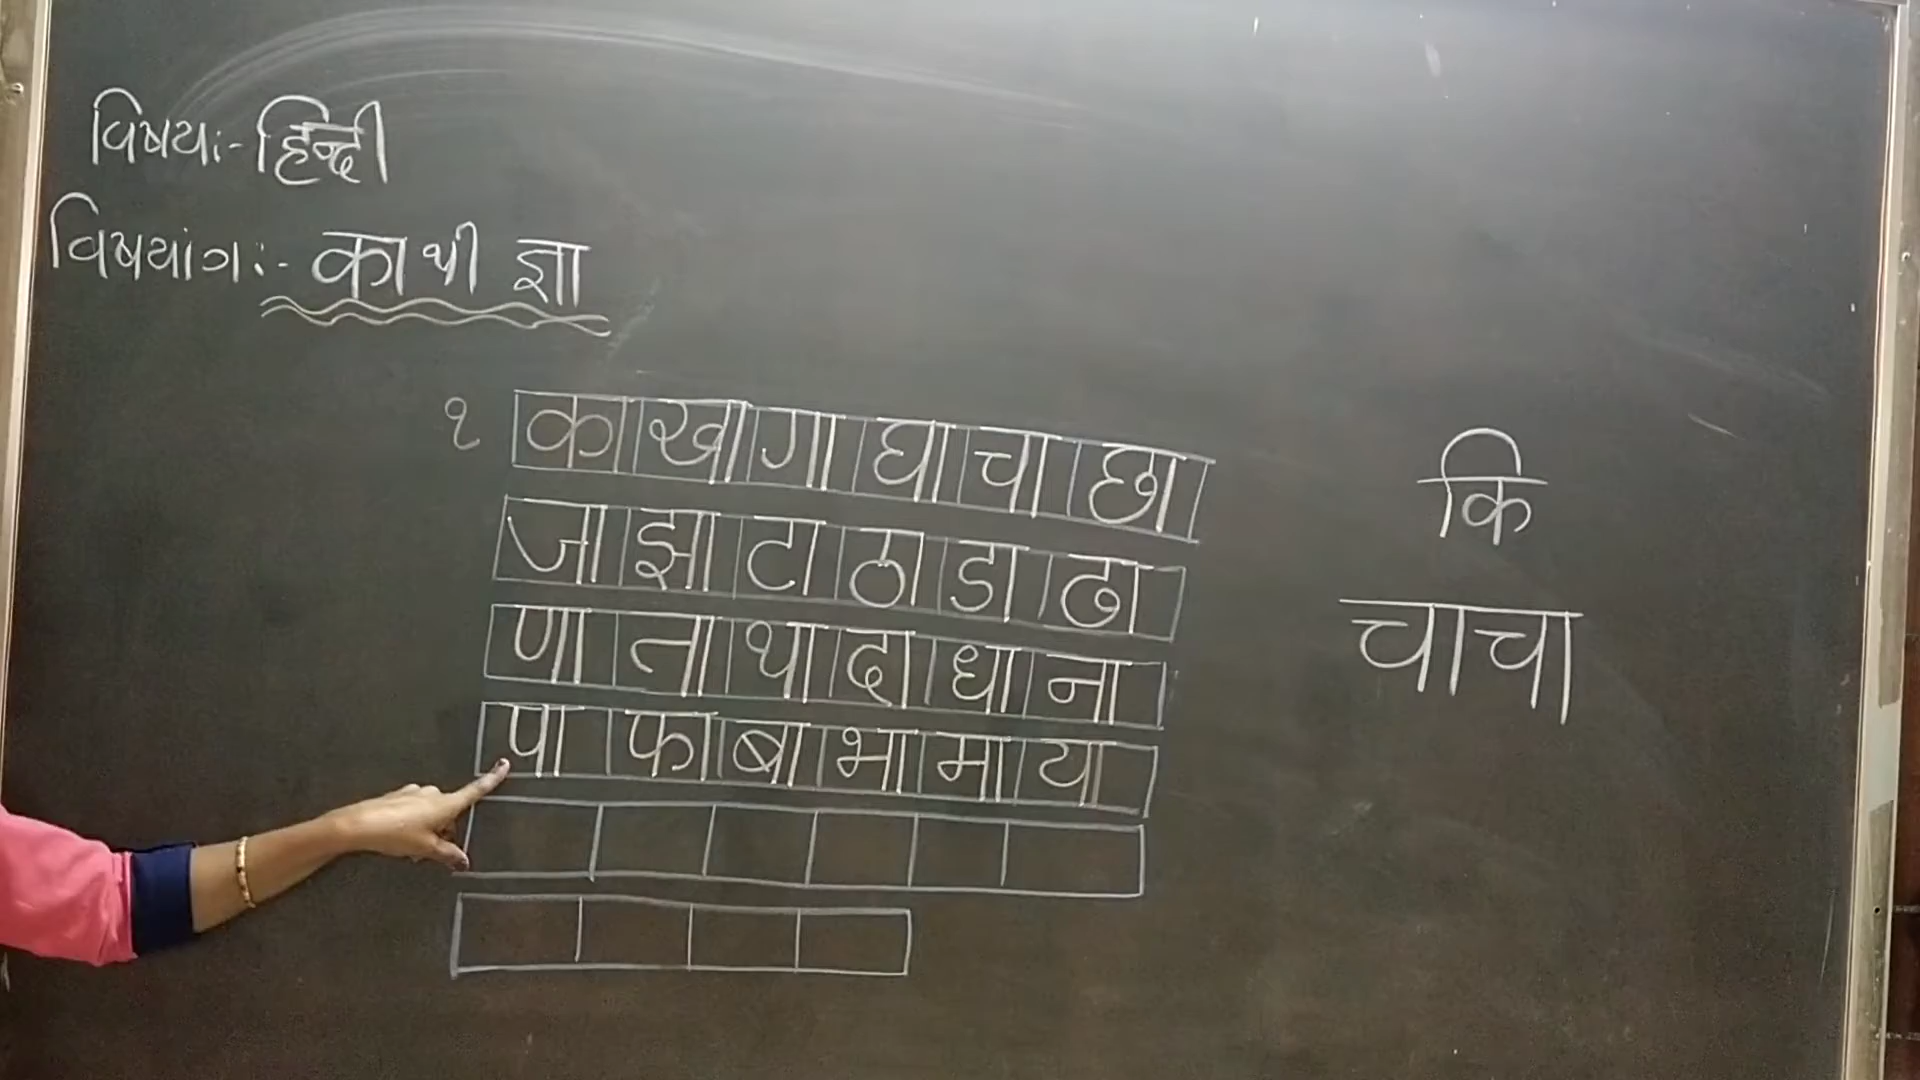 विषयः- हिन्दी
विषयांगः- का थी ज्ञा
१ का खा गा घा चा छा
जा झा टा ठा डा ढा
णा ता था दा धा ना
पा फा बा भा मा या
कि
चाचा